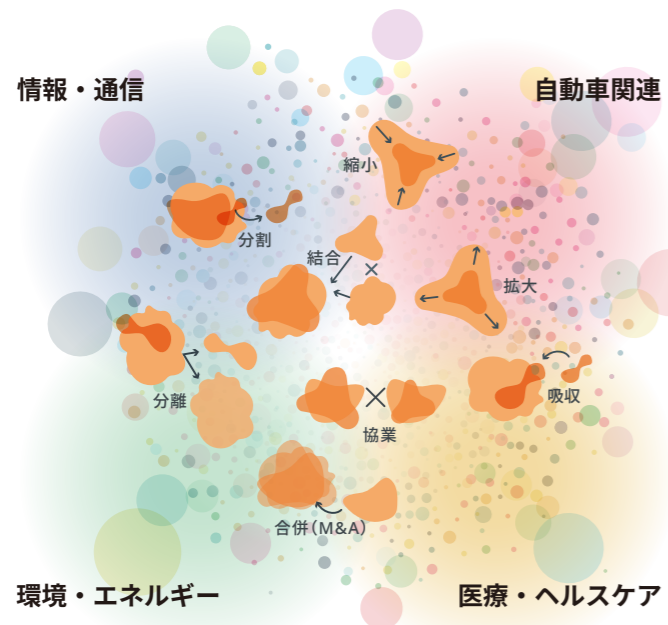 情報・通信
自動車関連
縮小
分割
結合
拡大
吸収
分離
協業
合併(M&A)
環境・エネルギー
医療・ヘルスケア